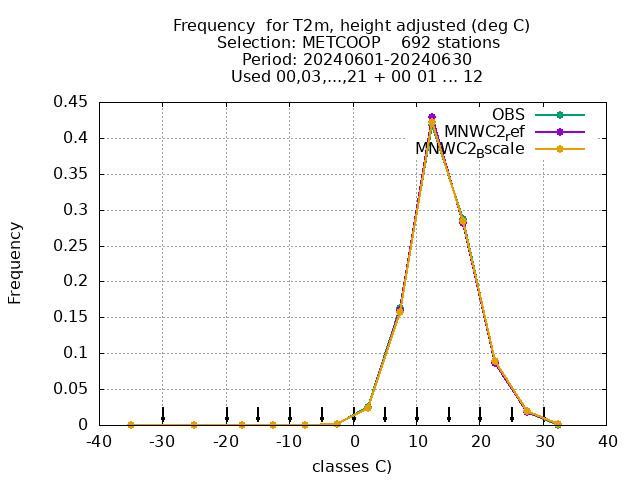 Frequency  for T2m, height adjusted (deg C)
Selection: METCOOP    692 stations
Period: 20240601-20240630
Used 00,03,...,21 + 00 01 ... 12
0.45
0.4
0.35
0.3
0.25
0.2
0.15
0.1
0.05
0
Frequency
OBS
MNWC2ref
MNWC2Bscale
-40 -30 -20 -10 0 10 20 30 40
classes C)